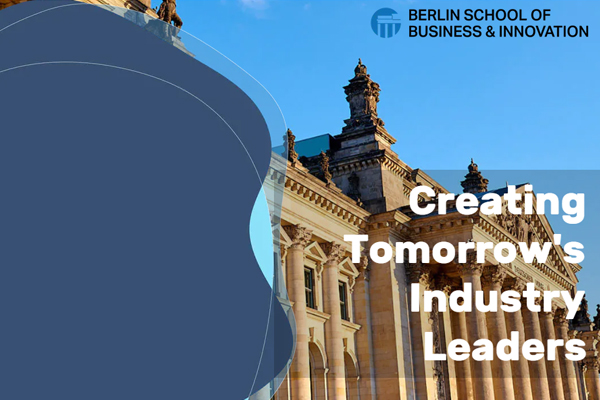 BERLIN SCHOOL OF
BUSINESS & INNOVATION
Creating
Tomorrow's
Industry
Leaders